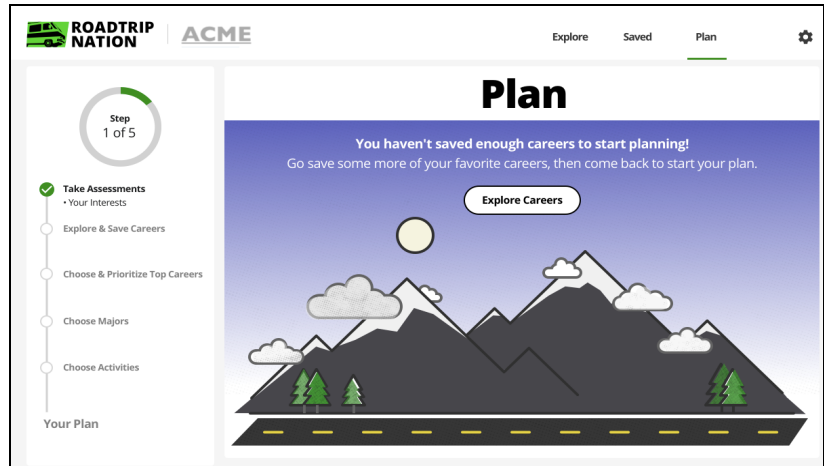 ROADTRIP
NATION
ACME
Explore
Saved
Plan
Step
1 of 5
Take Assessments
• Your Interests
Explore & Save Careers
Choose & Prioritize Top Careers
Choose Majors
Choose Activities
Your Plan
Plan
You haven't saved enough careers to start planning!
Go save some more of your favorite careers, then come back to start your plan.
Explore Careers